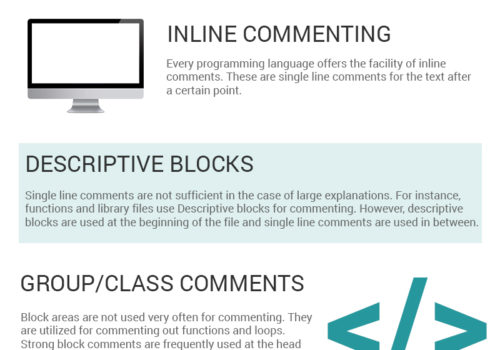 INLINE COMMENTING
Every programming language offers the facility of inline
comments. These are single line comments for the text after
a certain point.
DESCRIPTIVE BLOCKS
Single line comments are not sufficient in the case of large explanations. For instance,
functions and library files use Descriptive blocks for commenting. However, descriptive
blocks are used at the beginning of the file and single line comments are used in between.
GROUP/CLASS COMMENTS
Block areas are not used very often for commenting. They
are utilized for commenting out functions and loops.
Strong block comments are frequently used at the head